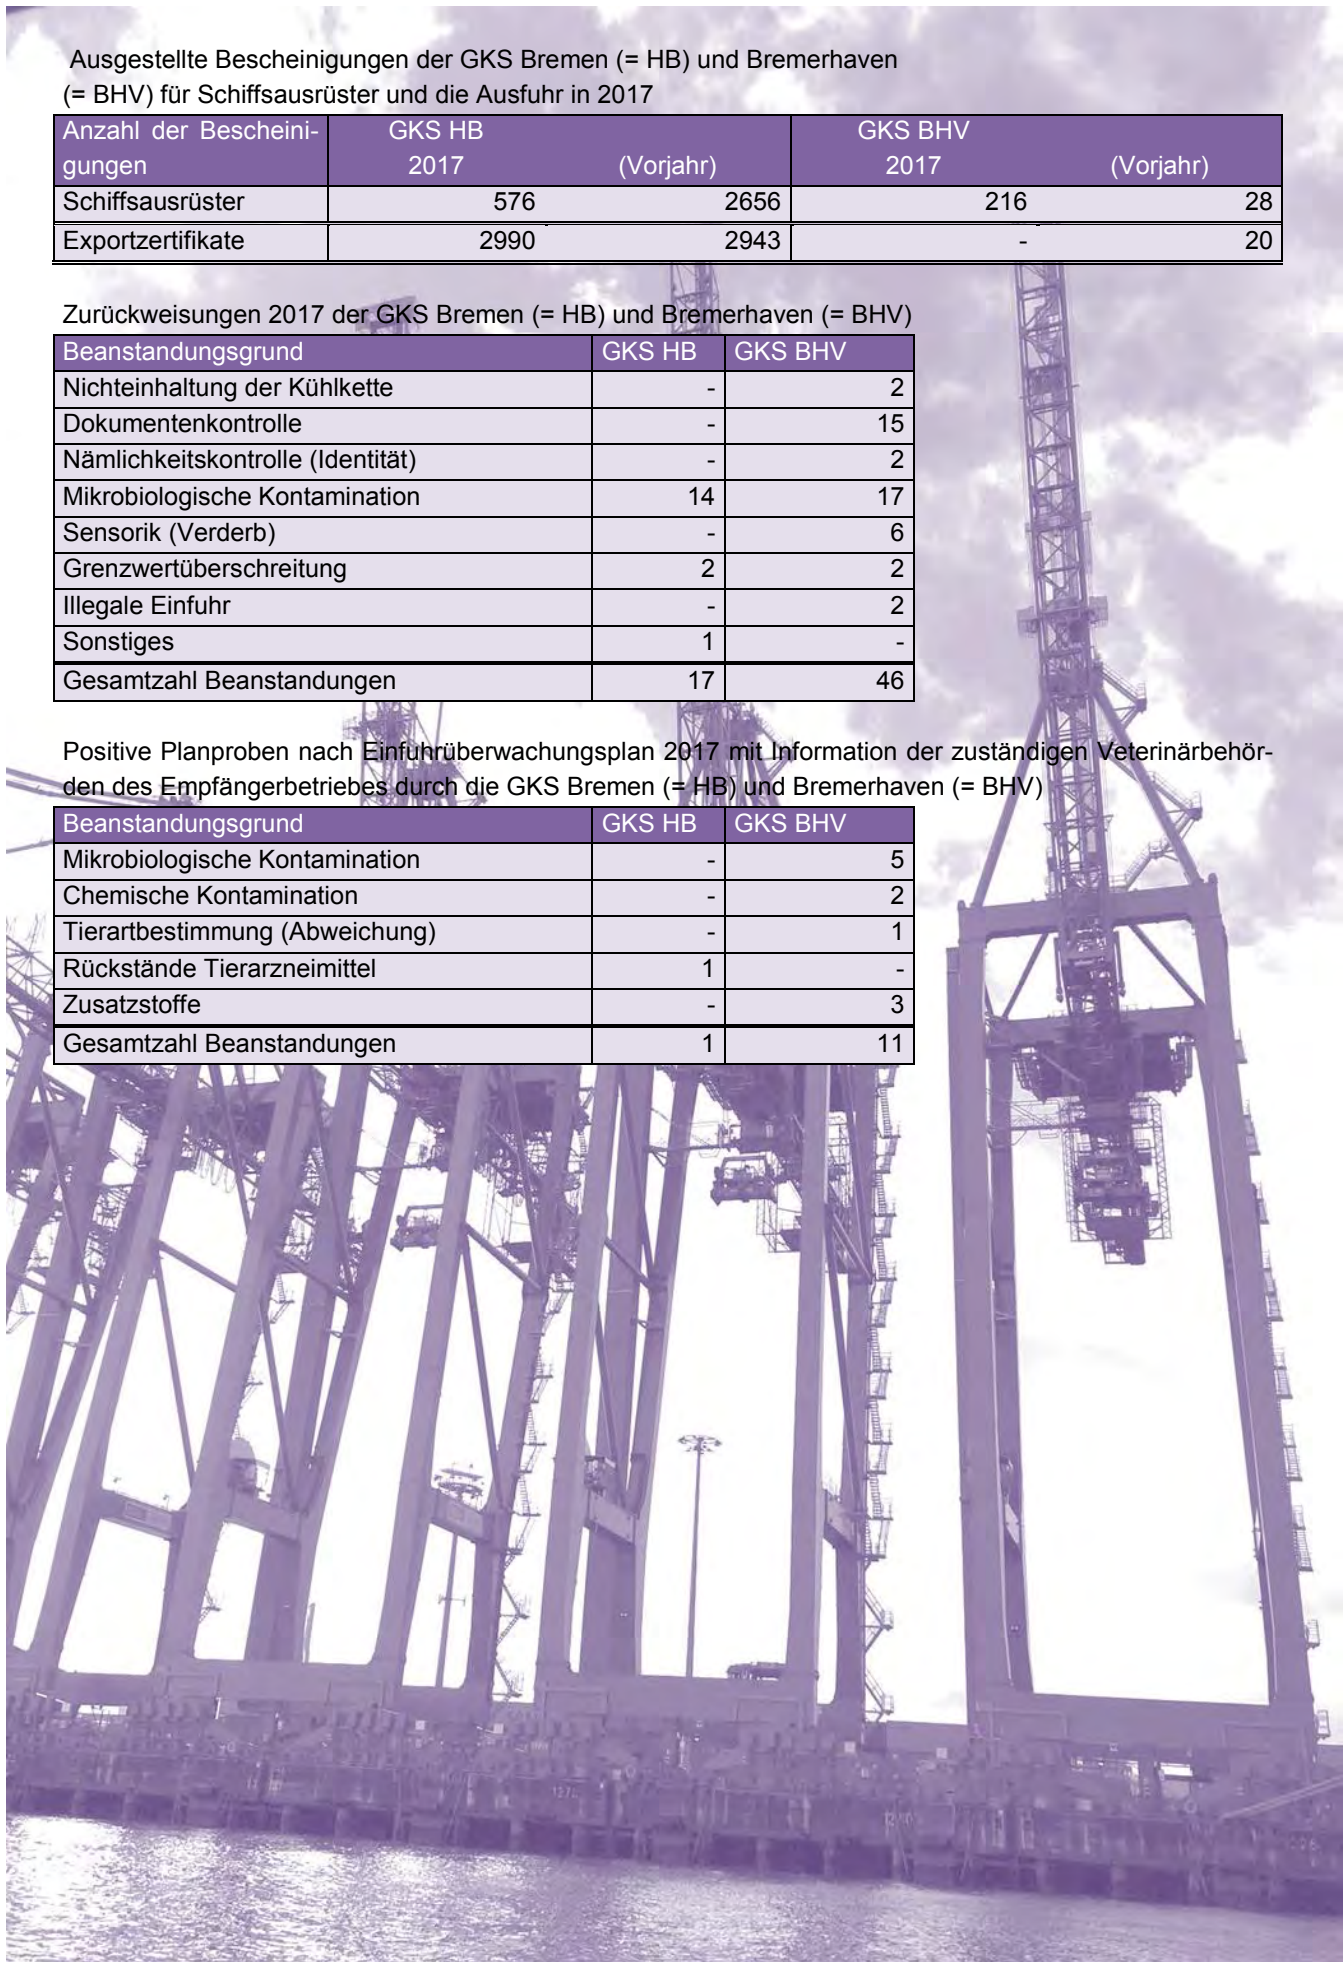 Ausgestellte Bescheinigungen der GKS Bremen (= HB) und Bremerhaven
(= BHV) für Schiffsausrüster und die Ausfuhr in 2017
Anzahl der Bescheini- GKS HB GKS BHV
gungen 2017 (Vorjahr) 2017 (Vorjahr)
Schiffsausrüster 576 2656 216 28
Exportzertifikate 2990 2943 - 20
Zurückweisungen 2017 der GKS Bremen (= HB) und Bremerhaven (= BHV)
Beanstandungsgrund GKS HB GKS BHV
Nichteinhaltung der Kühlkette - 2
Dokumentenkontrolle - 15
Nämlichkeitskontrolle (Identität) - 2
Mikrobiologische Kontamination 14 17
Sensorik (Verderb) - 6
Grenzwertüberschreitung 2 2
Illegale Einfuhr - 2
Sonstiges 1 -
Gesamtzahl Beanstandungen 17 46
Positive Planproben nach Einfuhrüberwachungsplan 2017 mit Information der zuständigen Veterinärbehör-
den des Empfängerbetriebes durch die GKS Bremen (= HB) und Bremerhaven (= BHV)
Beanstandungsgrund GKS HB GKS BHV
Mikrobiologische Kontamination - 5
Chemische Kontamination - 2
Tierartbestimmung (Abweichung) - 1
Rückstände Tierarzneimittel 1 -
Zusatzstoffe - 3
Gesamtzahl Beanstandungen 1 11